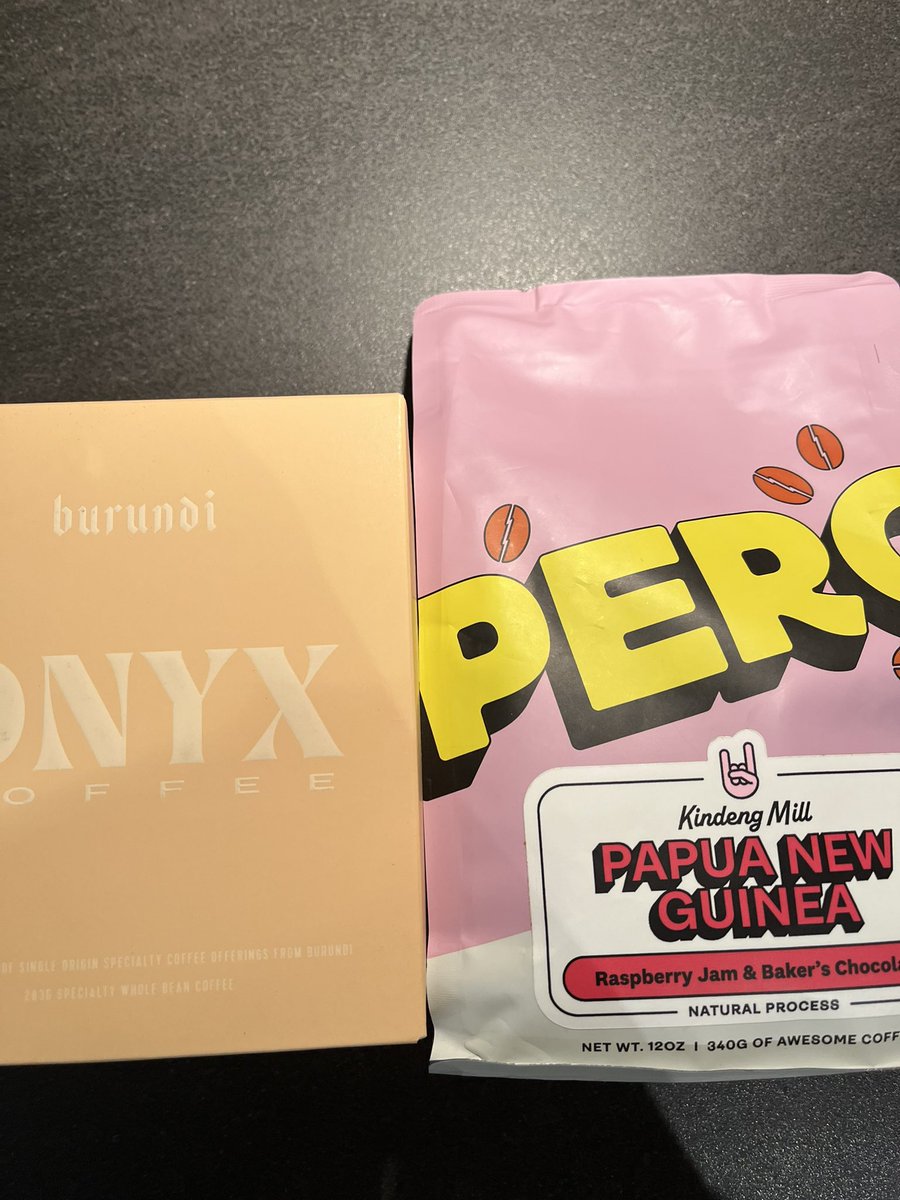 burundi
ONYX
OFFEE
OF SINGLE ORIGIN SPECIALTY COFFEE OFFERINGS FROM BURUNDI
283G SPECIALTY WHOLE BEAN COFFEE
PERC
Kindeng Mill
PAPUA NEW
GUINEA
Raspberry Jam & Baker's Chocola
NATURAL PROCESS
NET WT. 12OZ | 340G OF AWESOME COFF